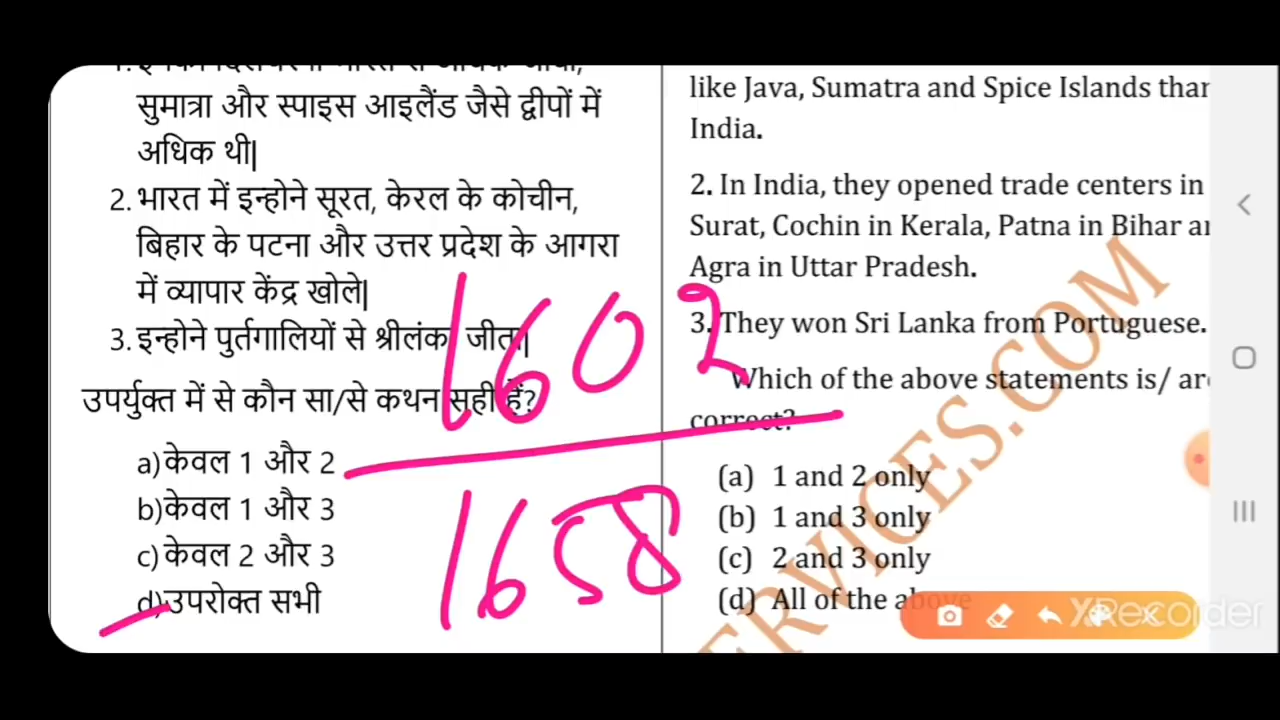 सुमात्रा और स्पाइस आइलैंड जैसे द्वीपों में
अधिक थी|
2. भारत में इन्होने सूरत, केरल के कोचीन,
बिहार के पटना और उत्तर प्रदेश के आगरा
में व्यापार केंद्र खोले|
3. इन्होने पुर्तगालियों से श्रीलंका जीता|
उपर्युक्त में से कौन सा/से कथन सही हैं?
a) केवल 1 और 2
b) केवल 1 और 3
c) केवल 2 और 3
d) उपरोक्त सभी
like Java, Sumatra and Spice Islands than
India.
2. In India, they opened trade centers in
Surat, Cochin in Kerala, Patna in Bihar
Agra in Uttar Pradesh.
3. They won Sri Lanka from Portuguese.
Which of the above statements is/
correct?
(a) 1 and 2 only
(b) 1 and 3 only
(c) 2 and 3 only
(d) All of the above
1602
1658
SERVICES.COM
XRecorder